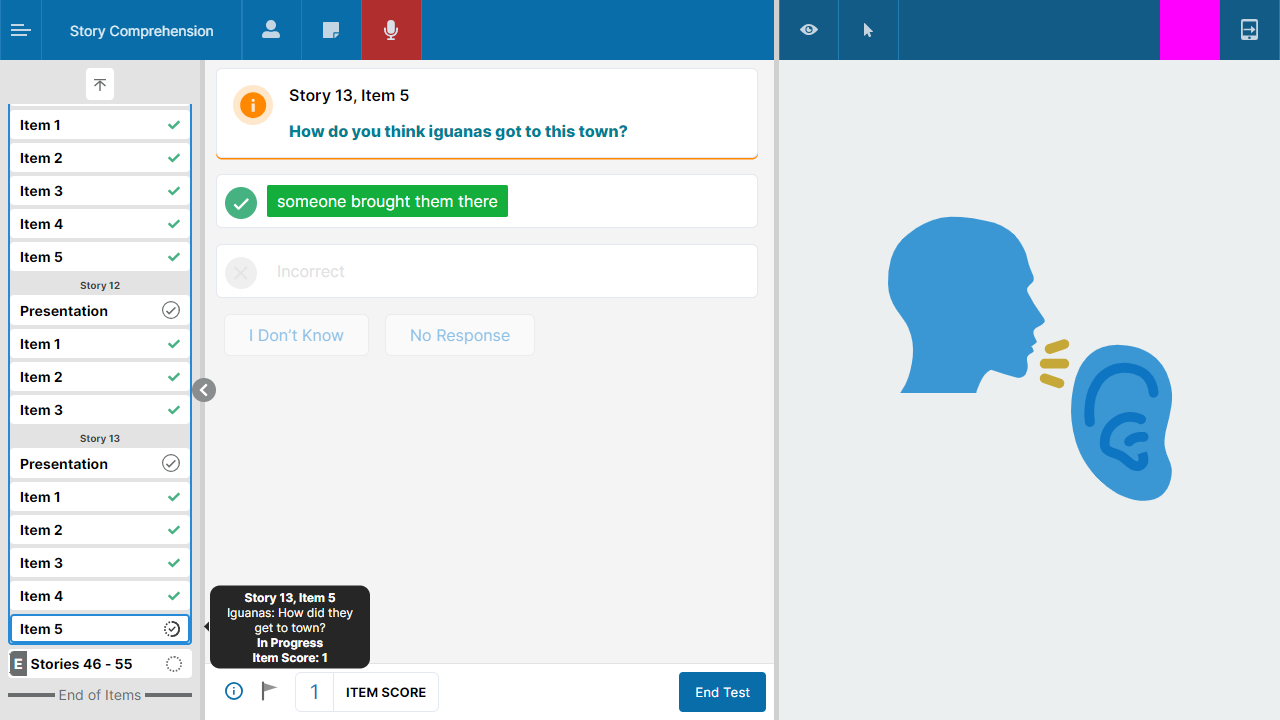 Story Comprehension
Item 1
Item 2
Item 3
Item 4
Item 5
Story 12
Presentation
Item 1
Item 2
Item 3
Story 13
Presentation
Item 1
Item 2
Item 3
Item 4
Item 5
E Stories 46 - 55
End of Items
Story 13, Item 5
How do you think iguanas got to this town?
someone brought them there
Incorrect
I Don't Know
No Response
Story 13, Item 5
Iguanas: How did they
get to town?
In Progress
Item Score: 1
1 ITEM SCORE
End Test